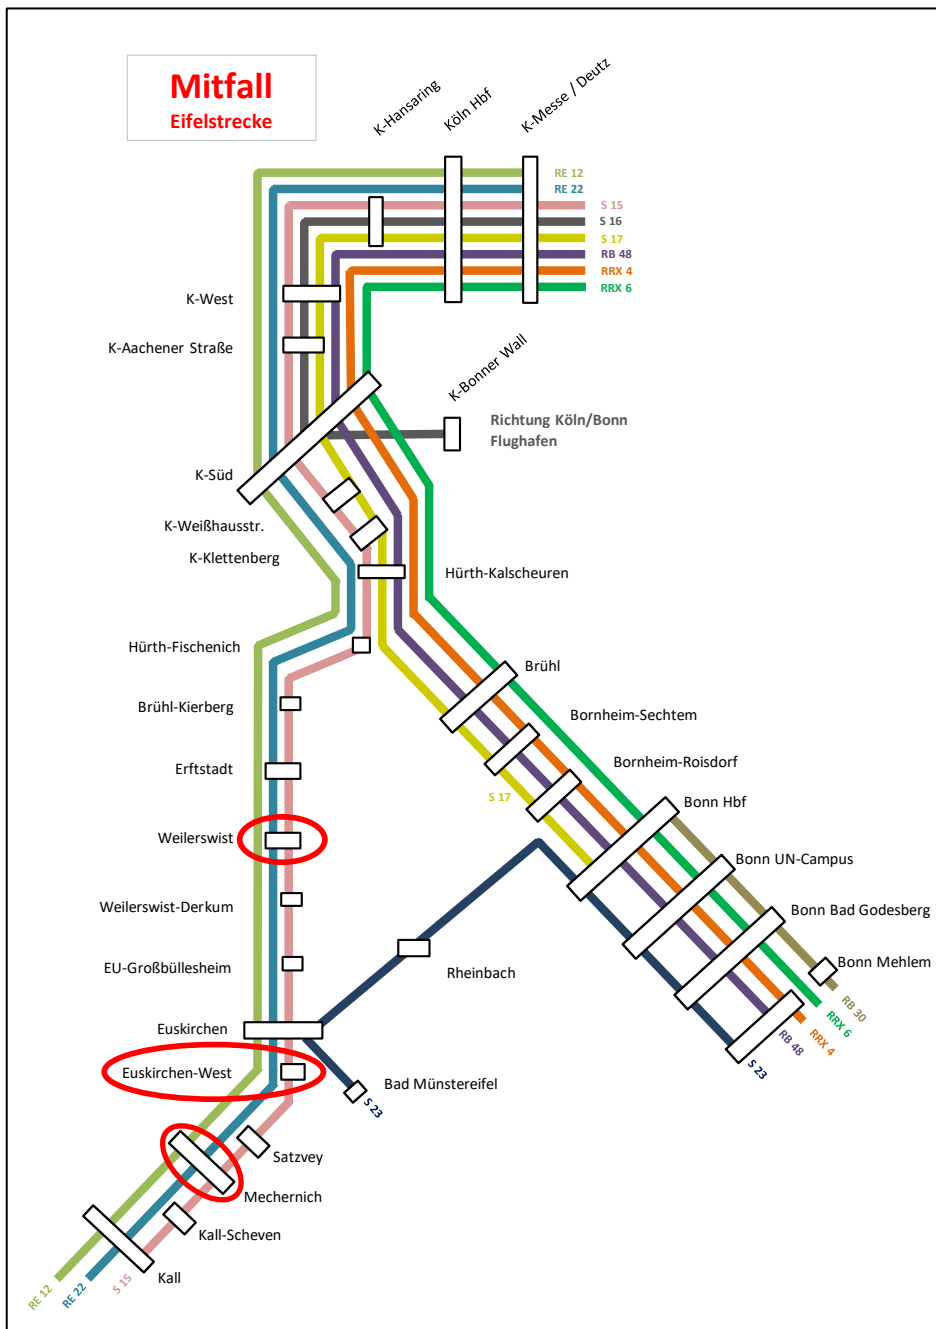 Mitfall
Eifelstrecke
K-Hansaring
Köln Hbf
K-Messe / Deutz
RE 12
RE 22
S 15
S 16
S 17
RB 48
RRX 4
RRX 6
K-West
K-Aachener Straße
K-Bonner Wall
Richtung Köln/Bonn
Flughafen
K-Süd
K-Weißhausstr.
K-Klettenberg
Hürth-Kalscheuren
Hürth-Fischenich
Brühl
Brühl-Kierberg
Bornheim-Sechtem
Bornheim-Roisdorf
Erftstadt
S 17
Bonn Hbf
Weilerswist
Bonn UN-Campus
Weilerswist-Derkum
Bonn Bad Godesberg
EU-Großbüllesheim
Rheinbach
Bonn Mehlem
RB 30
RRX 6
RRX 4
RB 48
S 23
Euskirchen
Euskirchen-West
Bad Münstereifel
S 23
Satzvey
Mechernich
Kall-Scheven
Kall
RE 12
RE 22
S 15